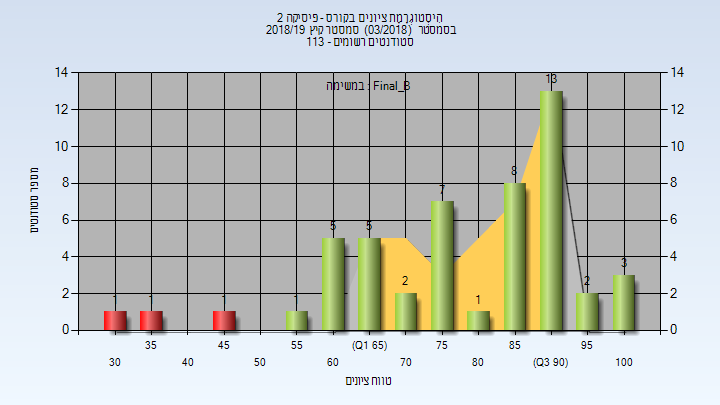 היסטוגרמת ציונים בקורס - פיסיקה 2
בסמסטר (03/2018) סמסטר קיץ 2018/19
סטודנטים רשומים - 113
במשימה : Final_B
מספר סטודנטים
14 14
12 12
10 10
8 8
6 6
4 4
2 2
0 0
1 1 1 1 5 5 2 7 1 8 13 2 3
35 45 55 (Q1 65) 75 85 95
30 40 50 60 70 80 (Q3 90) 100
טווח ציונים